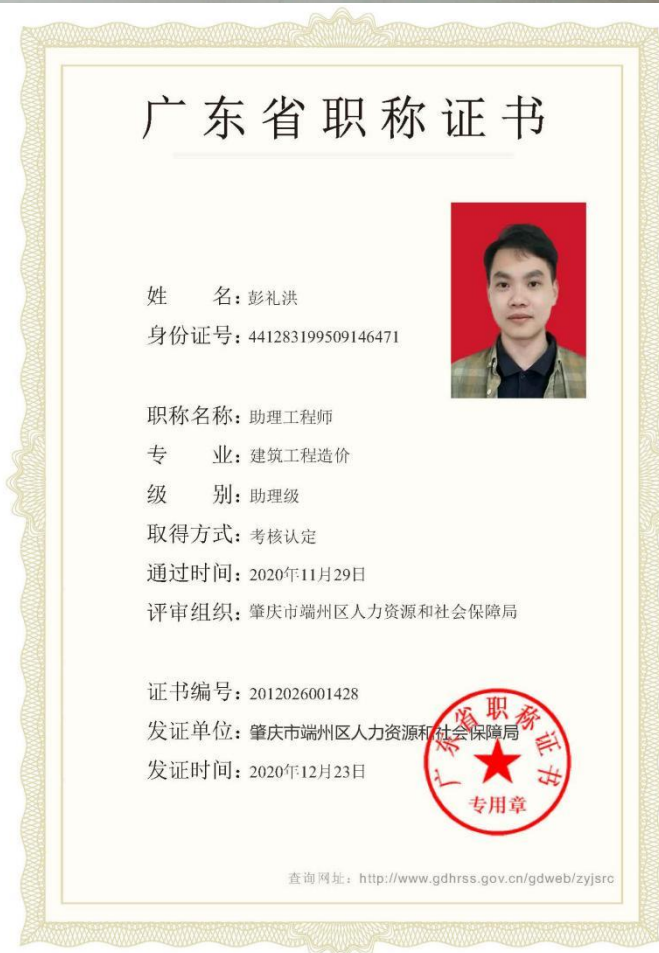 广东省职称证书
姓 名：彭礼洪
身份证号：441283199509146471
职称名称：助理工程师
专 业：建筑工程造价
级 别：助理级
取得方式：考核认定
通过时间：2020年11月29日
评审组织：肇庆市端州区人力资源和社会保障局
证书编号：2012026001428
发证单位：肇庆市端州区人力资源和社会保障局
发证时间：2020年12月23日
广东省职称证书
专用章
查询网址：http://www.gdhrss.gov.cn/gdweb/zyjsrc